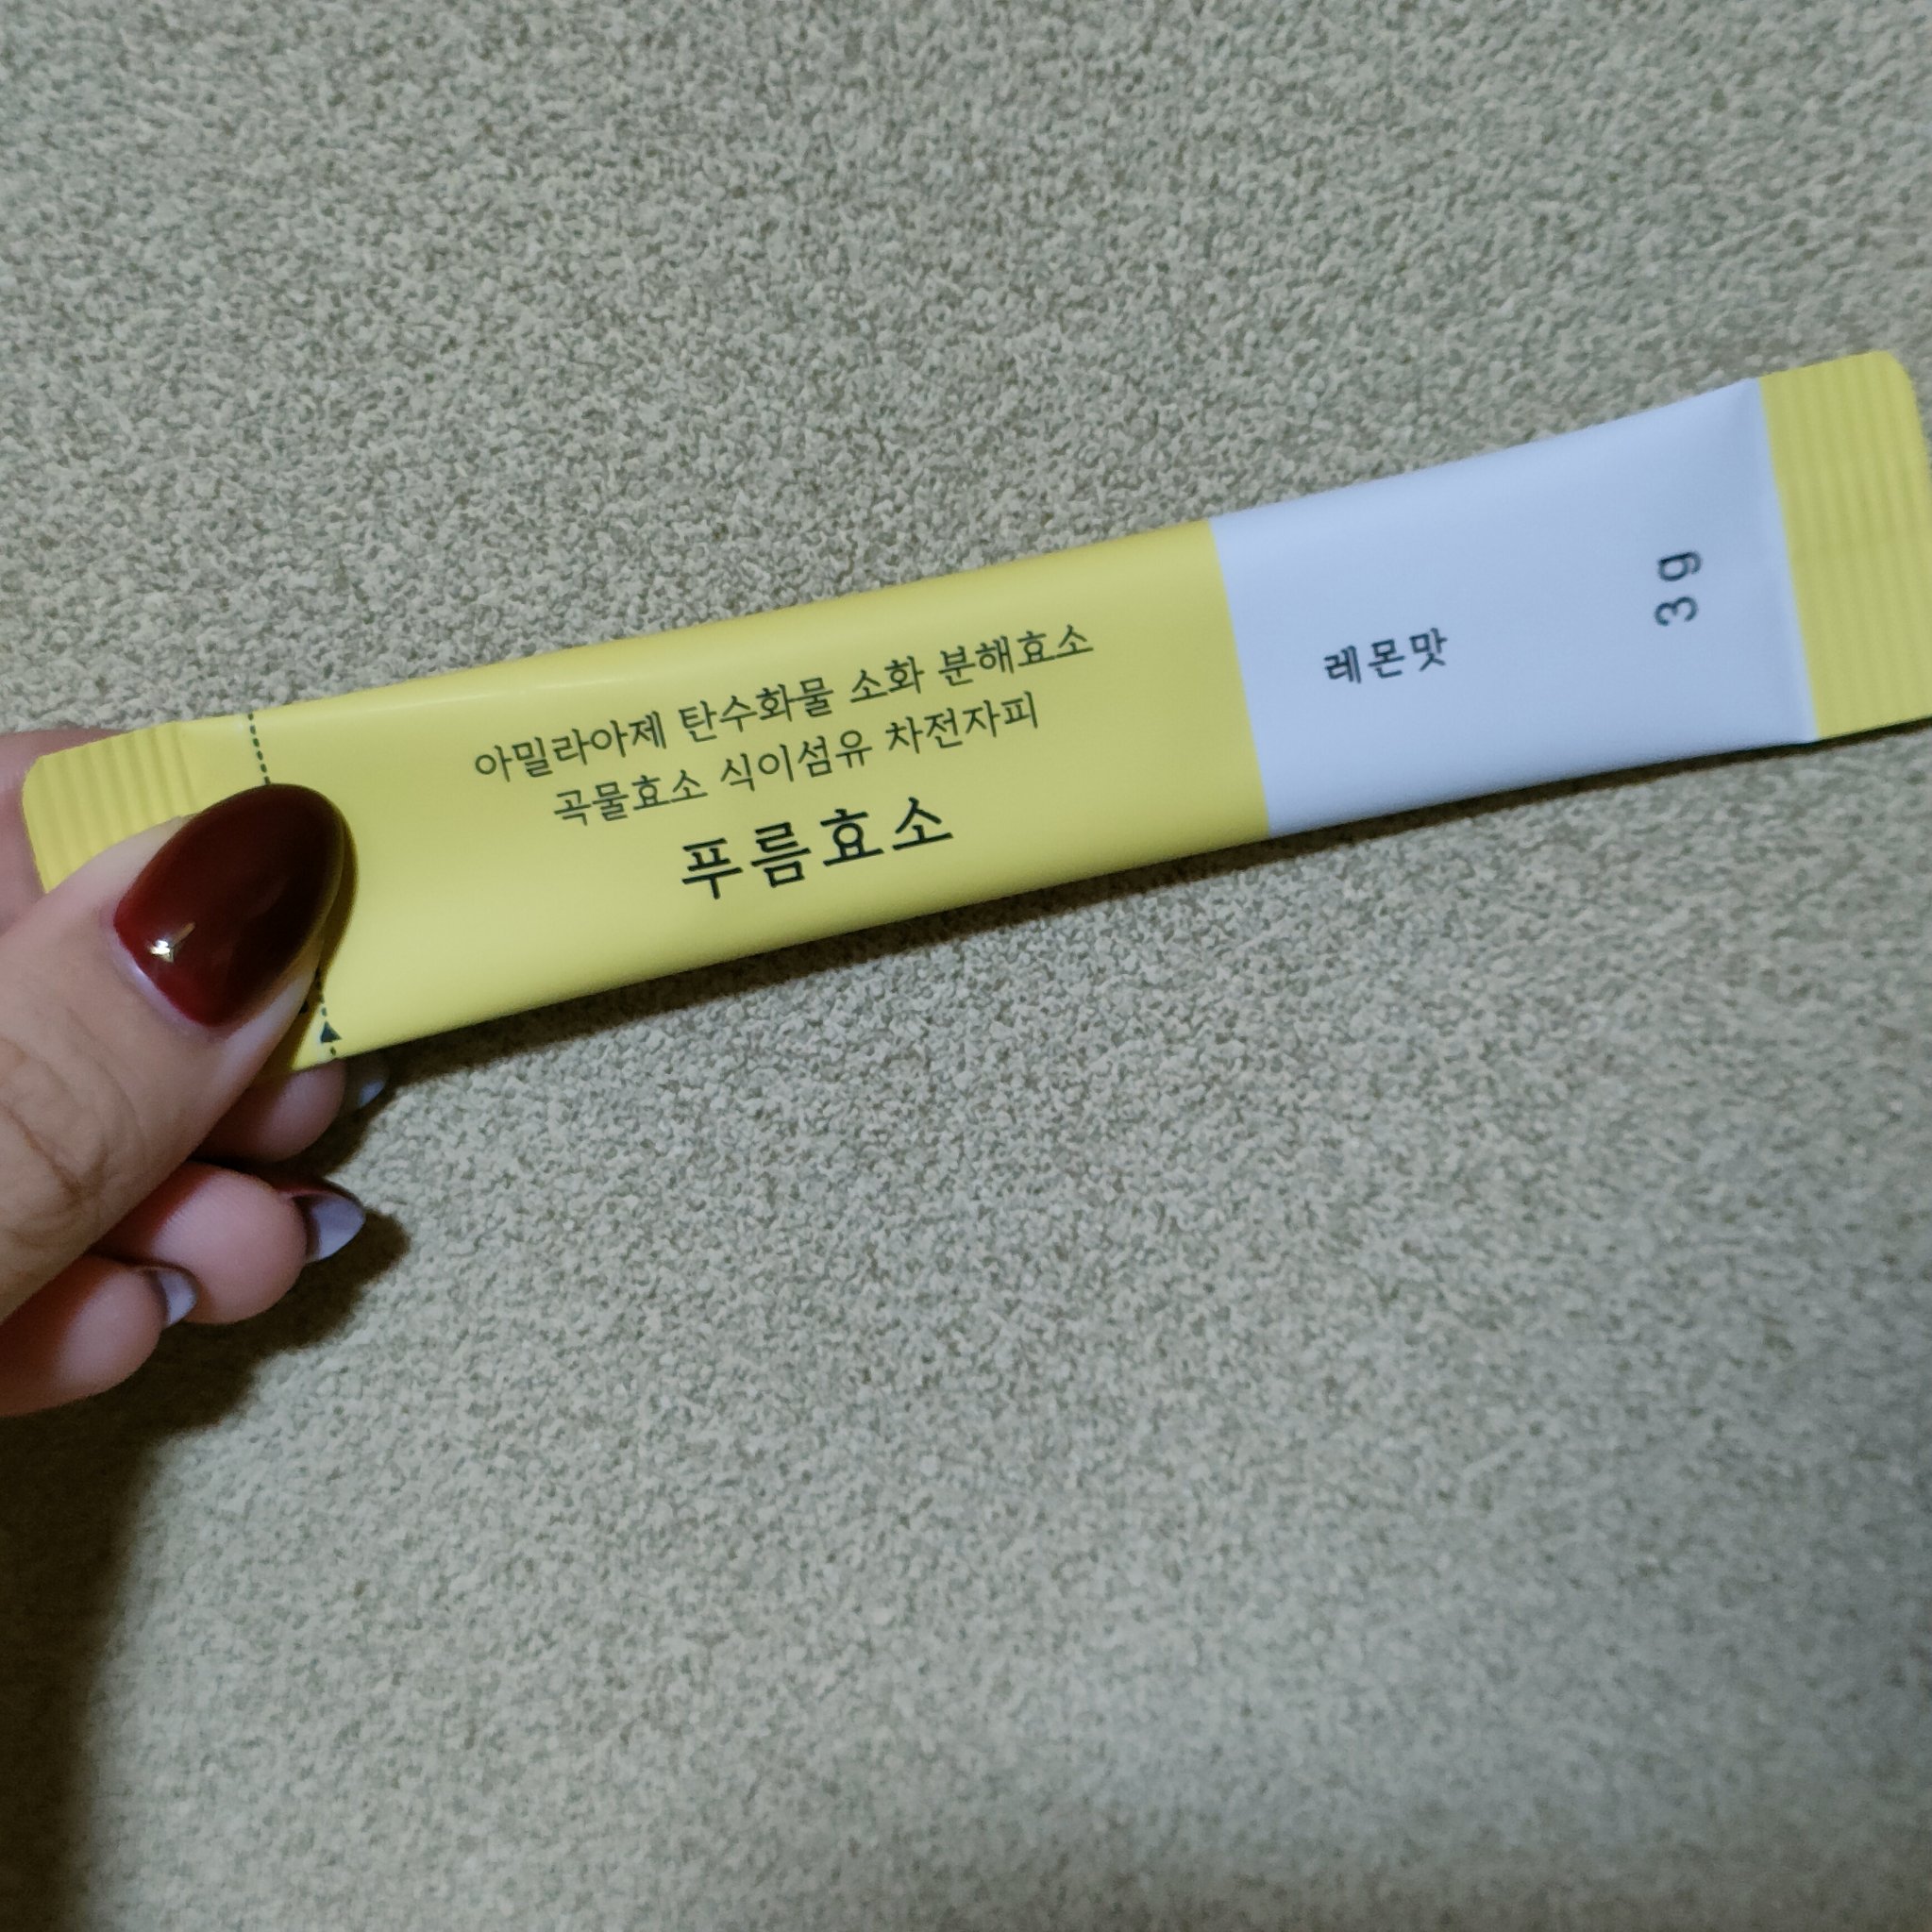 아밀라아제 탄수화물 소화 분해효소
곡물효소 식이섬유 차전자피
푸름효소
레몬맛
3g